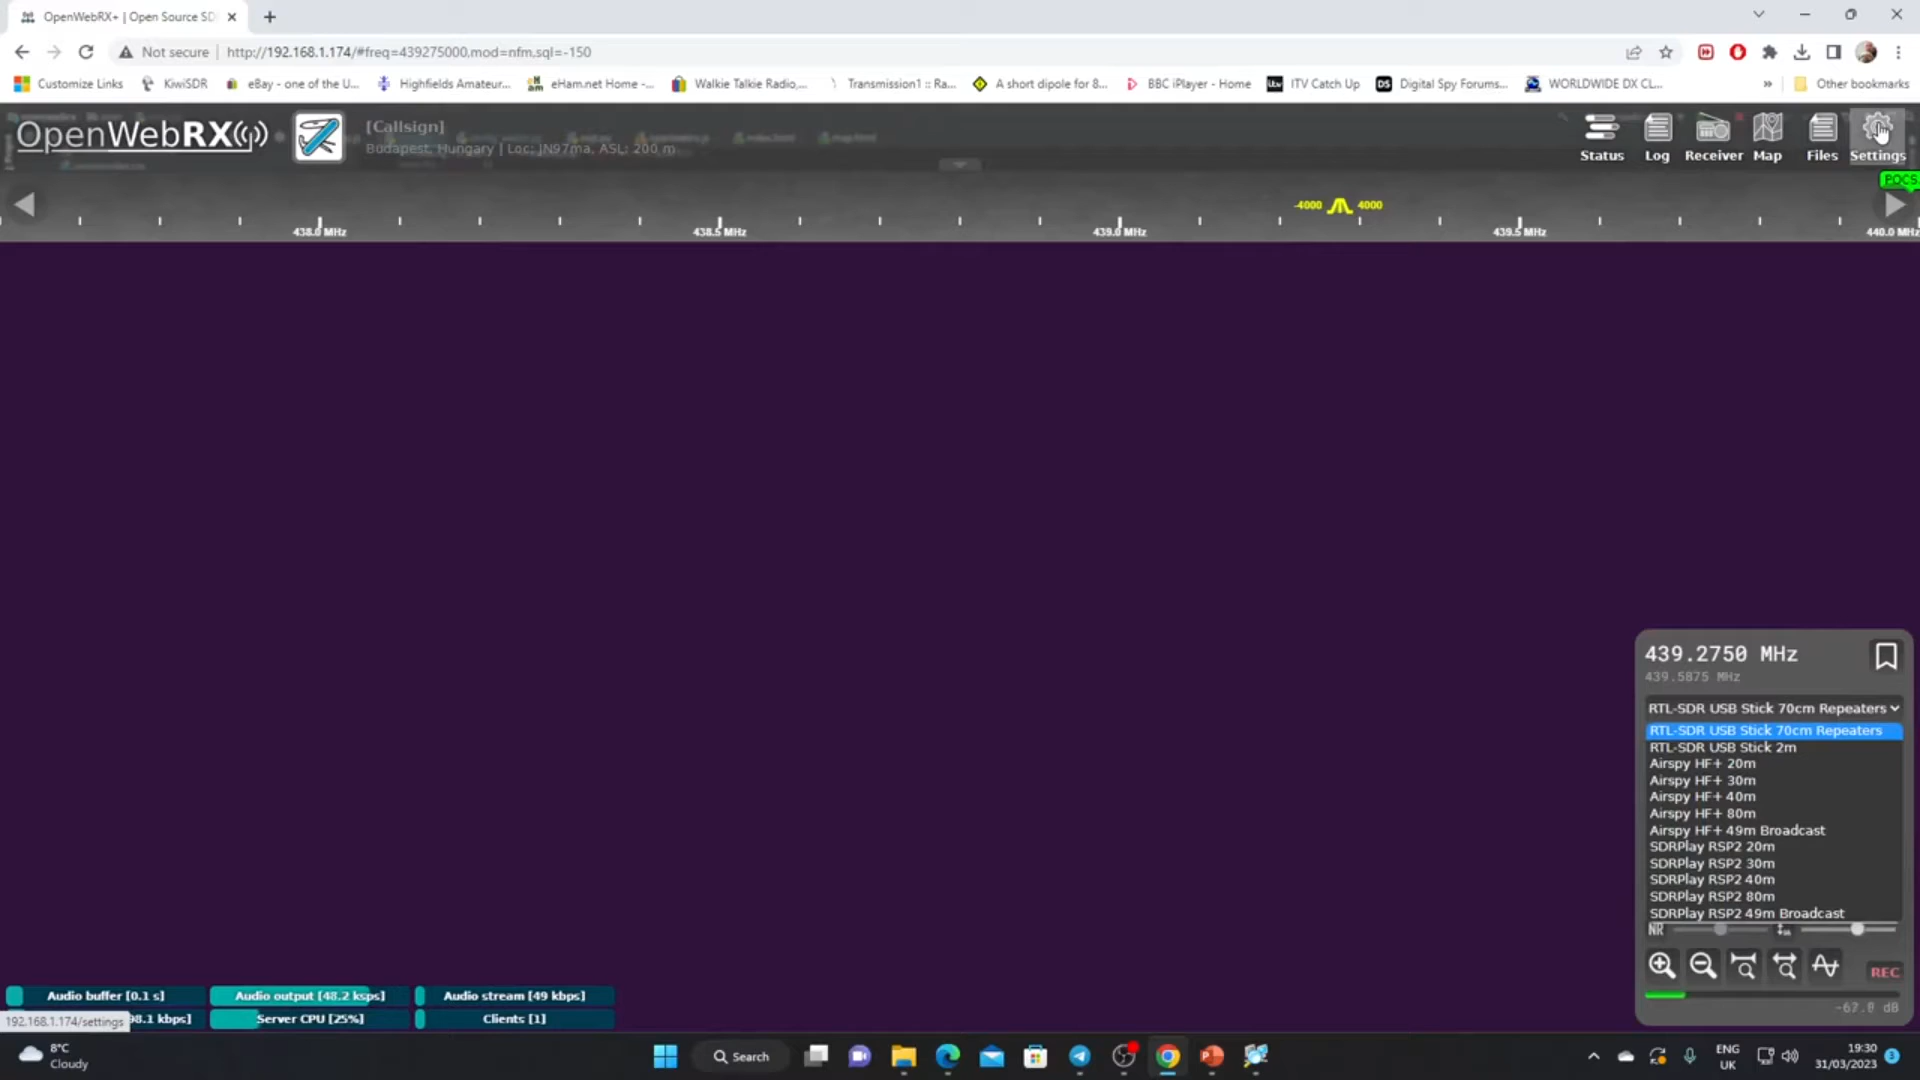 OpenWebRX+ | Open Source SD
Not secure
http://192.168.1.174/#freq=439275000,mod=nfm,sql=-150
Customize Links
KiwiSDR
eBay - one of the U...
Highfields Amateur...
eHam.net Home -...
Walkie Talkie Radio,...
Transmission1 :: Ra...
A short dipole for 8...
BBC iPlayer - Home
ITV Catch Up
Digital Spy Forums...
WORLDWIDE DX CL...
»
Other bookmarks
OpenWebRX
[Callsign]
Budapest, Hungary | Loc: JN97ma, ASL: 200 m
Status
Log
Receiver
Map
Files
Settings
POCS
-4000
4000
438.0 MHz
438.5 MHz
439.0 MHz
439.5 MHz
440.0 MHz
439.2750 MHz
439.5875 MHz
RTL-SDR USB Stick 70cm Repeaters
RTL-SDR USB Stick 70cm Repeaters
RTL-SDR USB Stick 2m
Airspy HF+ 20m
Airspy HF+ 30m
Airspy HF+ 40m
Airspy HF+ 80m
Airspy HF+ 49m Broadcast
SDRPlay RSP2 20m
SDRPlay RSP2 30m
SDRPlay RSP2 40m
SDRPlay RSP2 80m
SDRPlay RSP2 49m Broadcast
NR
REC
-67.0 dB
Audio buffer [0.1 s]
Audio output [48.2 ksps]
Audio stream [49 kbps]
192.168.1.174/settings
98.1 kbps]
Server CPU [25%]
Clients [1]
8°C
Cloudy
Search
ENG
UK
19:30
31/03/2023
3